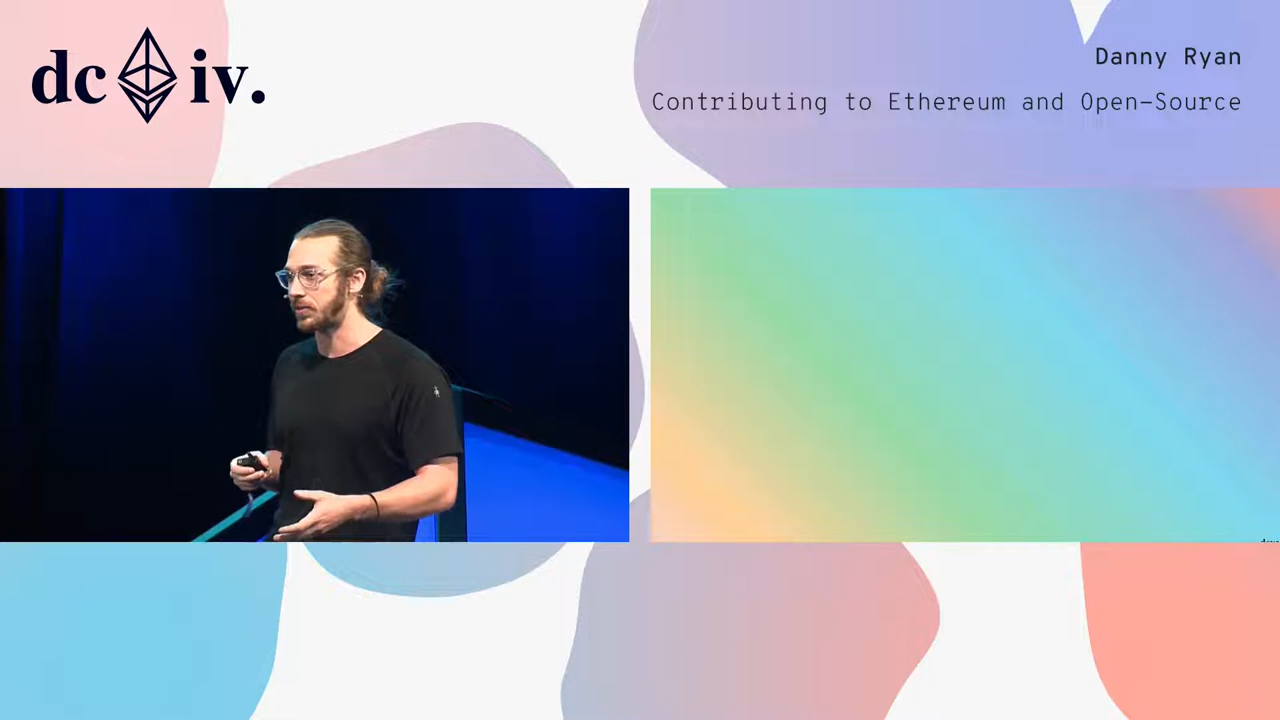 dc iv.
Danny Ryan
Contributing to Ethereum and Open-Source